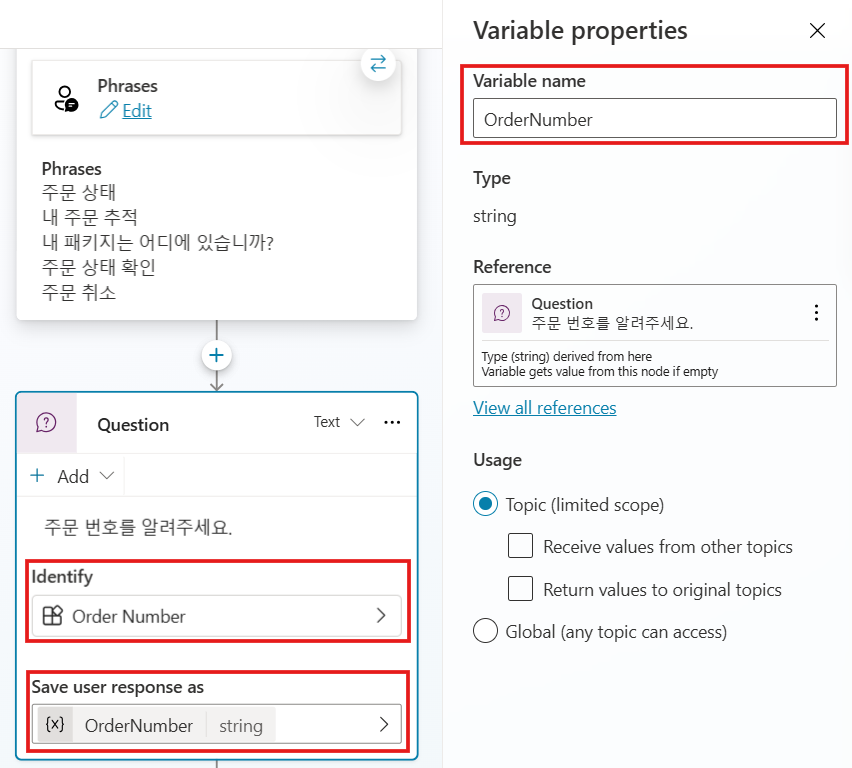 Phrases
Edit
Phrases
주문 상태
내 주문 추적
내 패키지는 어디에 있습니까?
주문 상태 확인
주문 취소
Question
Text
Add
주문 번호를 알려주세요.
Identify
Order Number
Save user response as
{x} OrderNumber string
Variable properties
Variable name
OrderNumber
Type
string
Reference
Question
주문 번호를 알려주세요.
Type (string) derived from here
Variable gets value from this node if empty
View all references
Usage
Topic (limited scope)
Receive values from other topics
Return values to original topics
Global (any topic can access)